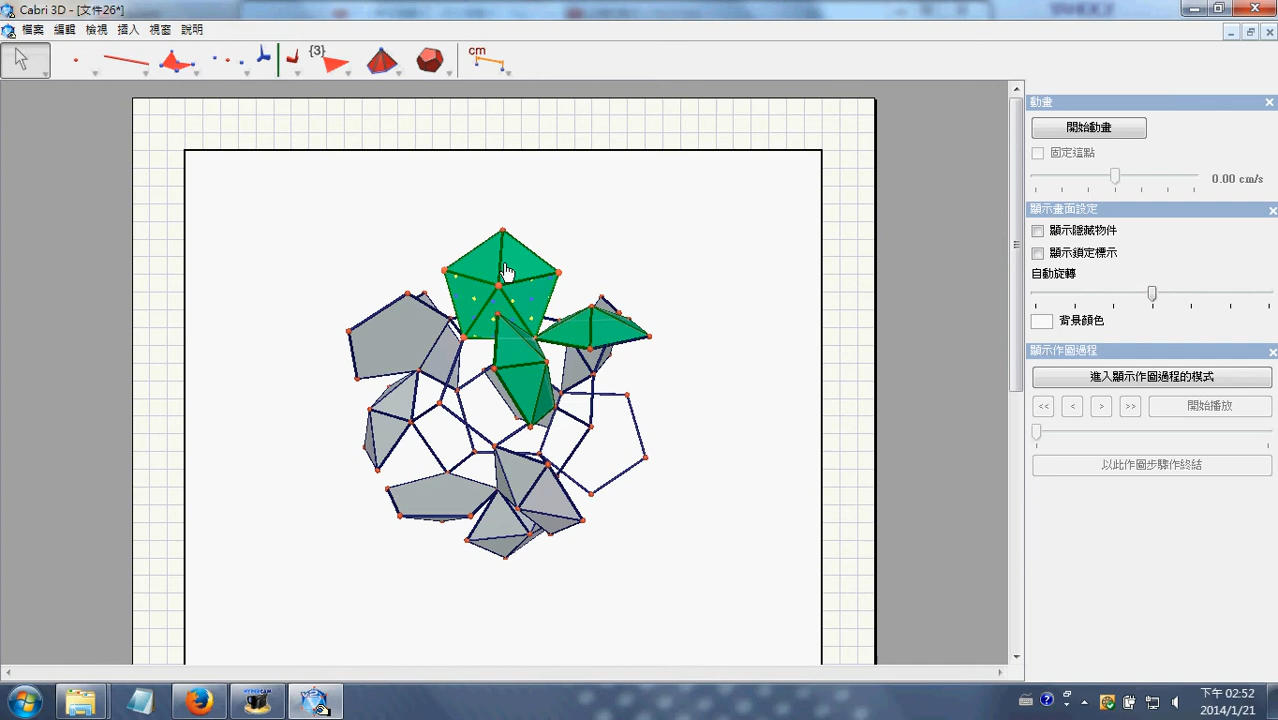 Cabri 3D - [文件26*]
檔案 編輯 檢視 插入 視窗 說明
{3} cm
動畫
開始動畫
固定這點
0.00 cm/s
顯示畫面設定
顯示隱藏物件
顯示鎖定標示
自動旋轉
背景顏色
顯示作圖過程
進入顯示作圖過程的模式
<< < > >> 開始播放
以此作圖步驟作終結
HYPERCAM
下午 02:52
2014/1/21